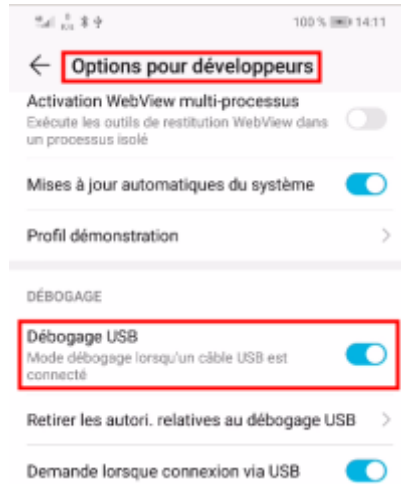 100 % 14:11
Options pour développeurs
Activation WebView multi-processus
Exécute les outils de restitution WebView dans
un processus isolé
Mises à jour automatiques du système
Profil démonstration
DÉBOGAGE
Débogage USB
Mode débogage lorsqu'un câble USB est
connecté
Retirer les autori. relatives au débogage USB
Demande lorsque connexion via USB